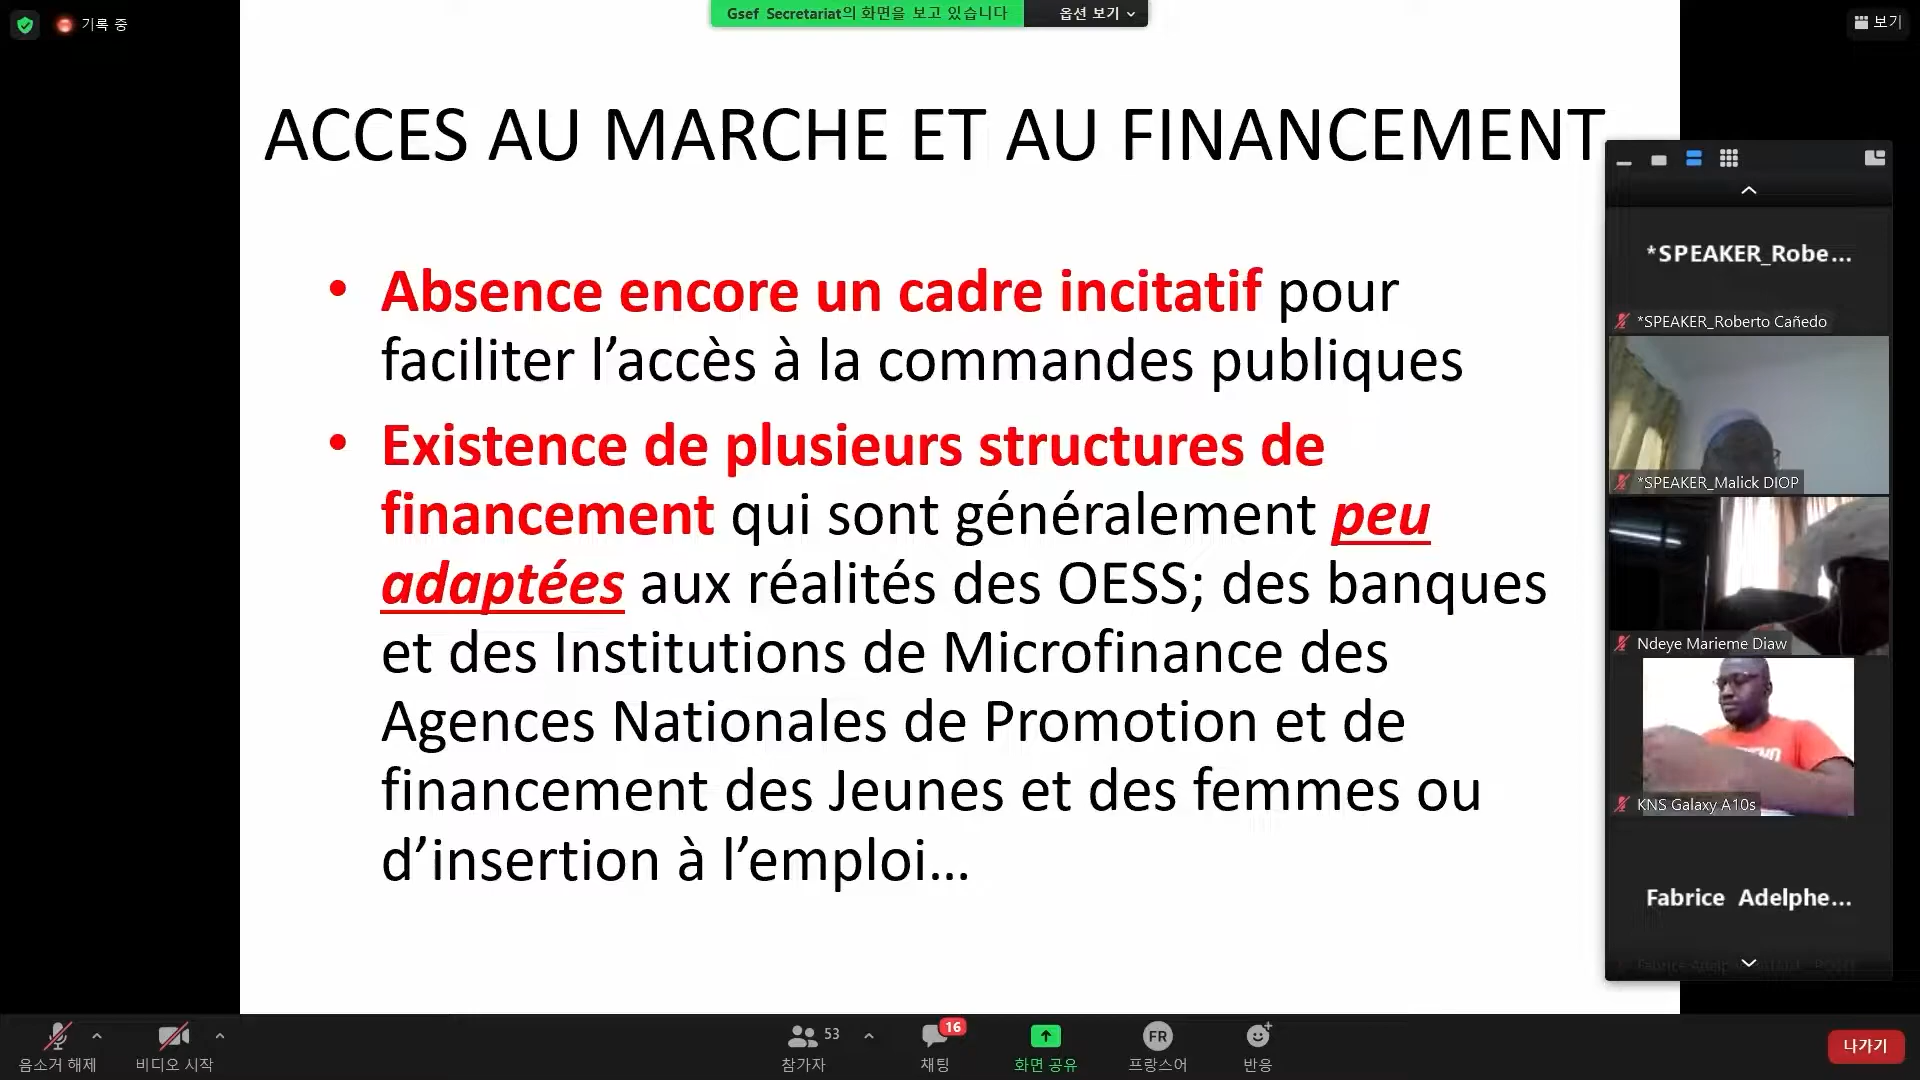 기록 중
Gsef Secretariat의 화면을 보고 있습니다
옵션 보기
보기
ACCES AU MARCHE ET AU FINANCEMENT
• Absence encore un cadre incitatif pour
faciliter l’accès à la commandes publiques
• Existence de plusieurs structures de
financement qui sont généralement peu
adaptées aux réalités des OESS; des banques
et des Institutions de Microfinance des
Agences Nationales de Promotion et de
financement des Jeunes et des femmes ou
d’insertion à l’emploi…
*SPEAKER_Robe...
*SPEAKER_Roberto Cañedo
*SPEAKER_Malick DIOP
Ndeye Marieme Diaw
KNS Galaxy A10s
Fabrice Adelphe...
음소거 해제
비디오 시작
53
참가자
16
채팅
화면 공유
FR
프랑스어
반응
나가기